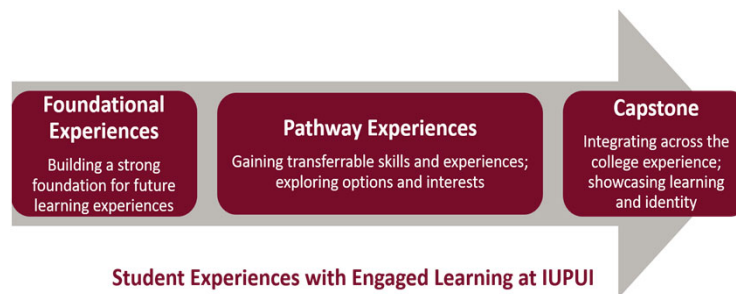 Foundational
Experiences
Building a strong
foundation for future
learning experiences
Pathway Experiences
Gaining transferrable skills and experiences;
exploring options and interests
Capstone
Integrating across the
college experience;
showcasing learning
and identity
Student Experiences with Engaged Learning at IUPUI